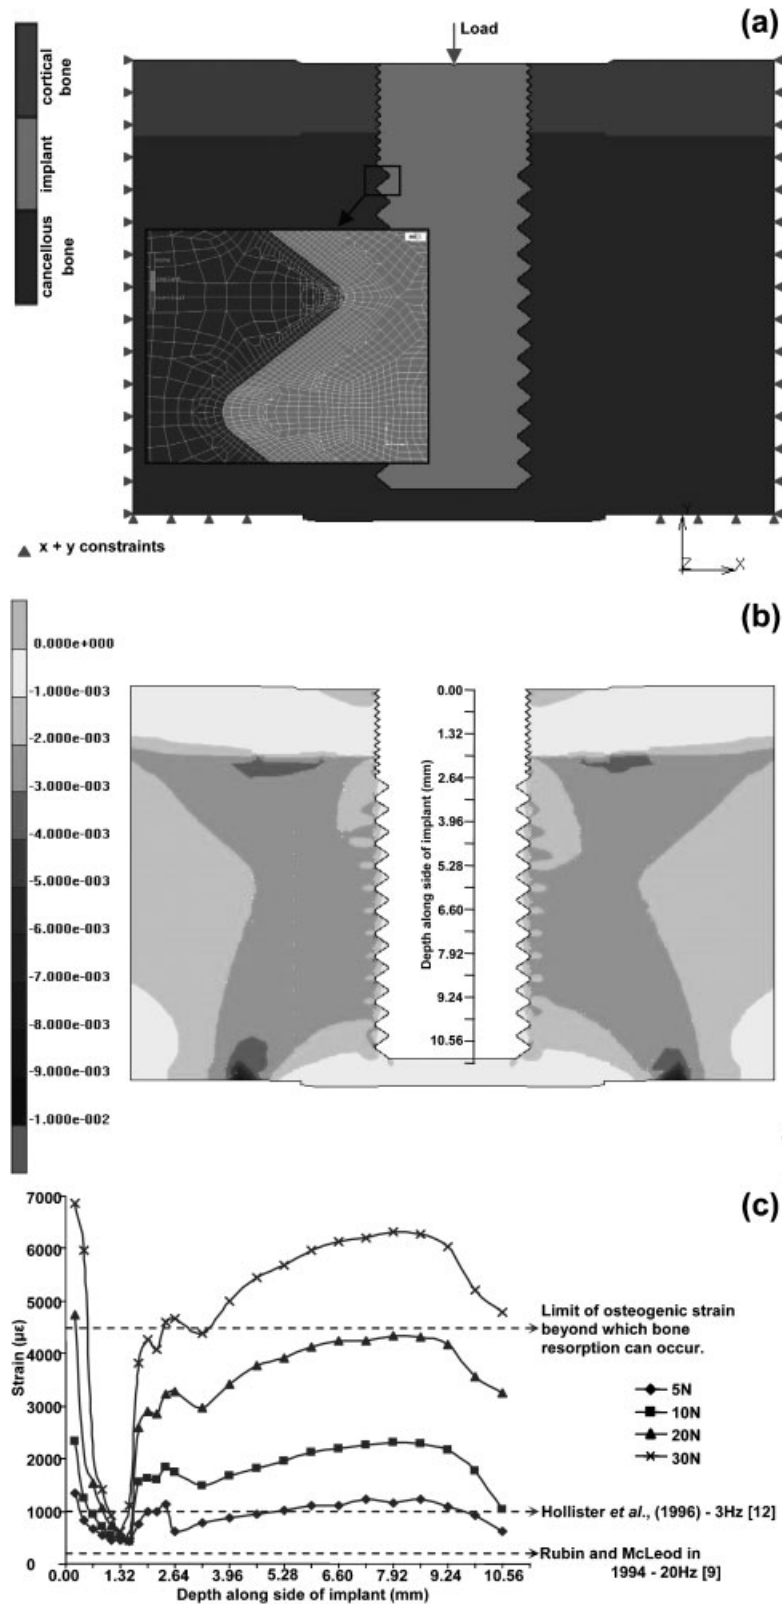 (a)
Load
cortical
bone
implant
cancellous
bone
x + y constraints
Y
Z
X
(b)
0.000e+000
-1.000e-003
-2.000e-003
-3.000e-003
-4.000e-003
-5.000e-003
-6.000e-003
-7.000e-003
-8.000e-003
-9.000e-003
-1.000e-002
Depth along side of implant (mm)
0.00
1.32
2.64
3.96
5.28
6.60
7.92
9.24
10.56
(c)
Strain (με)
7000
6000
5000
4000
3000
2000
1000
0
Limit of osteogenic strain
beyond which bone
resorption can occur.
5N
10N
20N
30N
Hollister et al., (1996) - 3Hz [12]
Rubin and McLeod in
1994 - 20Hz [9]
0.00 1.32 2.64 3.96 5.28 6.60 7.92 9.24 10.56
Depth along side of implant (mm)